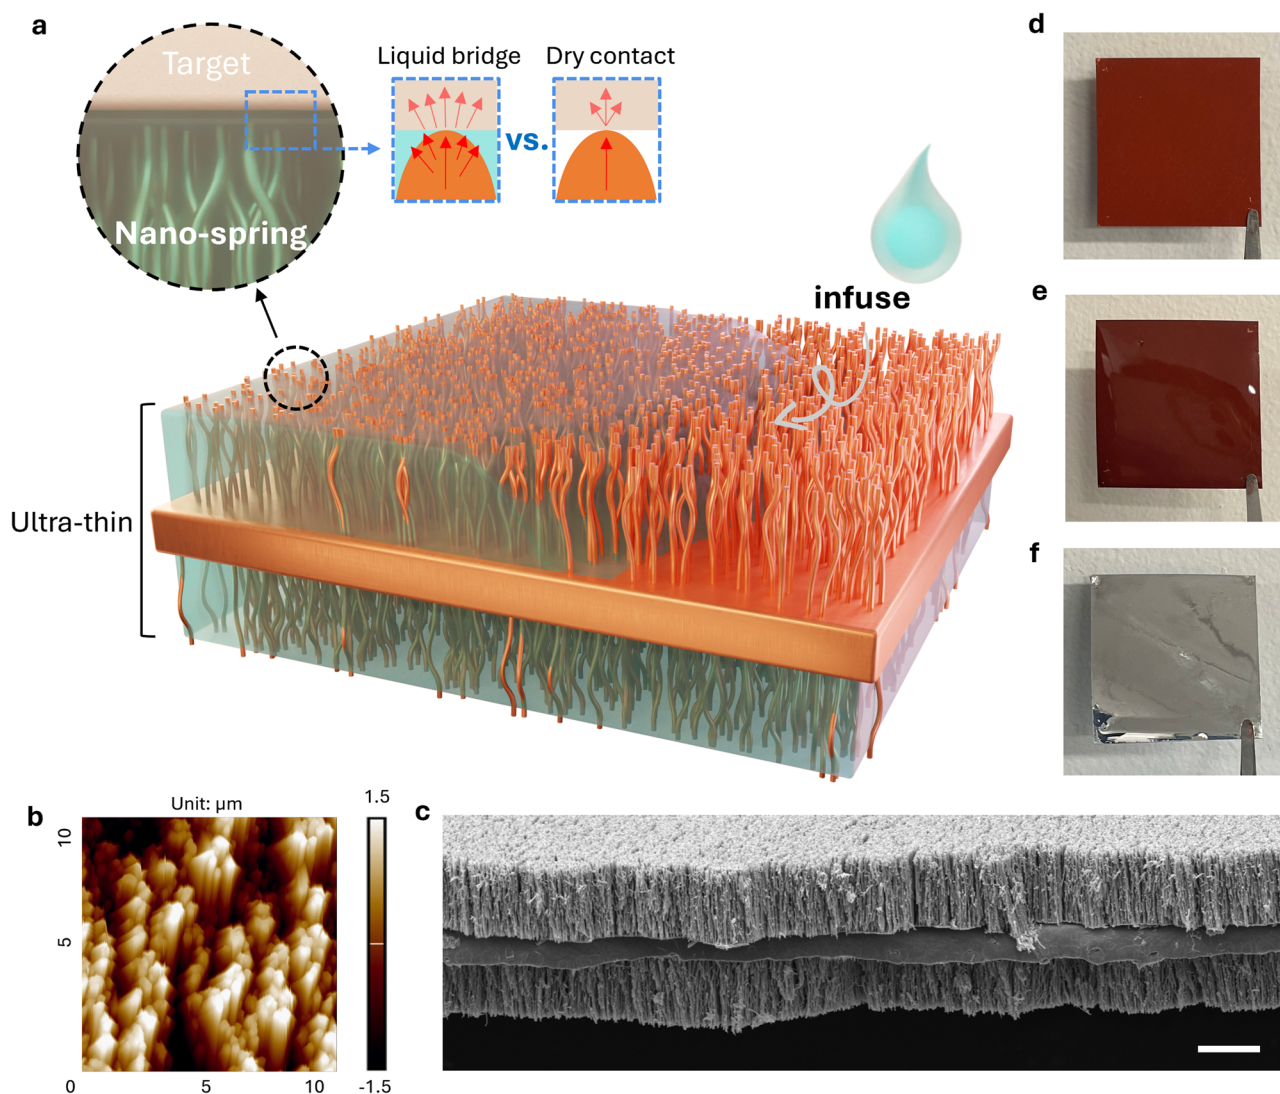 a
Target
Nano-spring
Liquid bridge
vs.
Dry contact
infuse
Ultra-thin
d
e
f
b
Unit: µm
10
5
0
5
10
1.5
-1.5
c